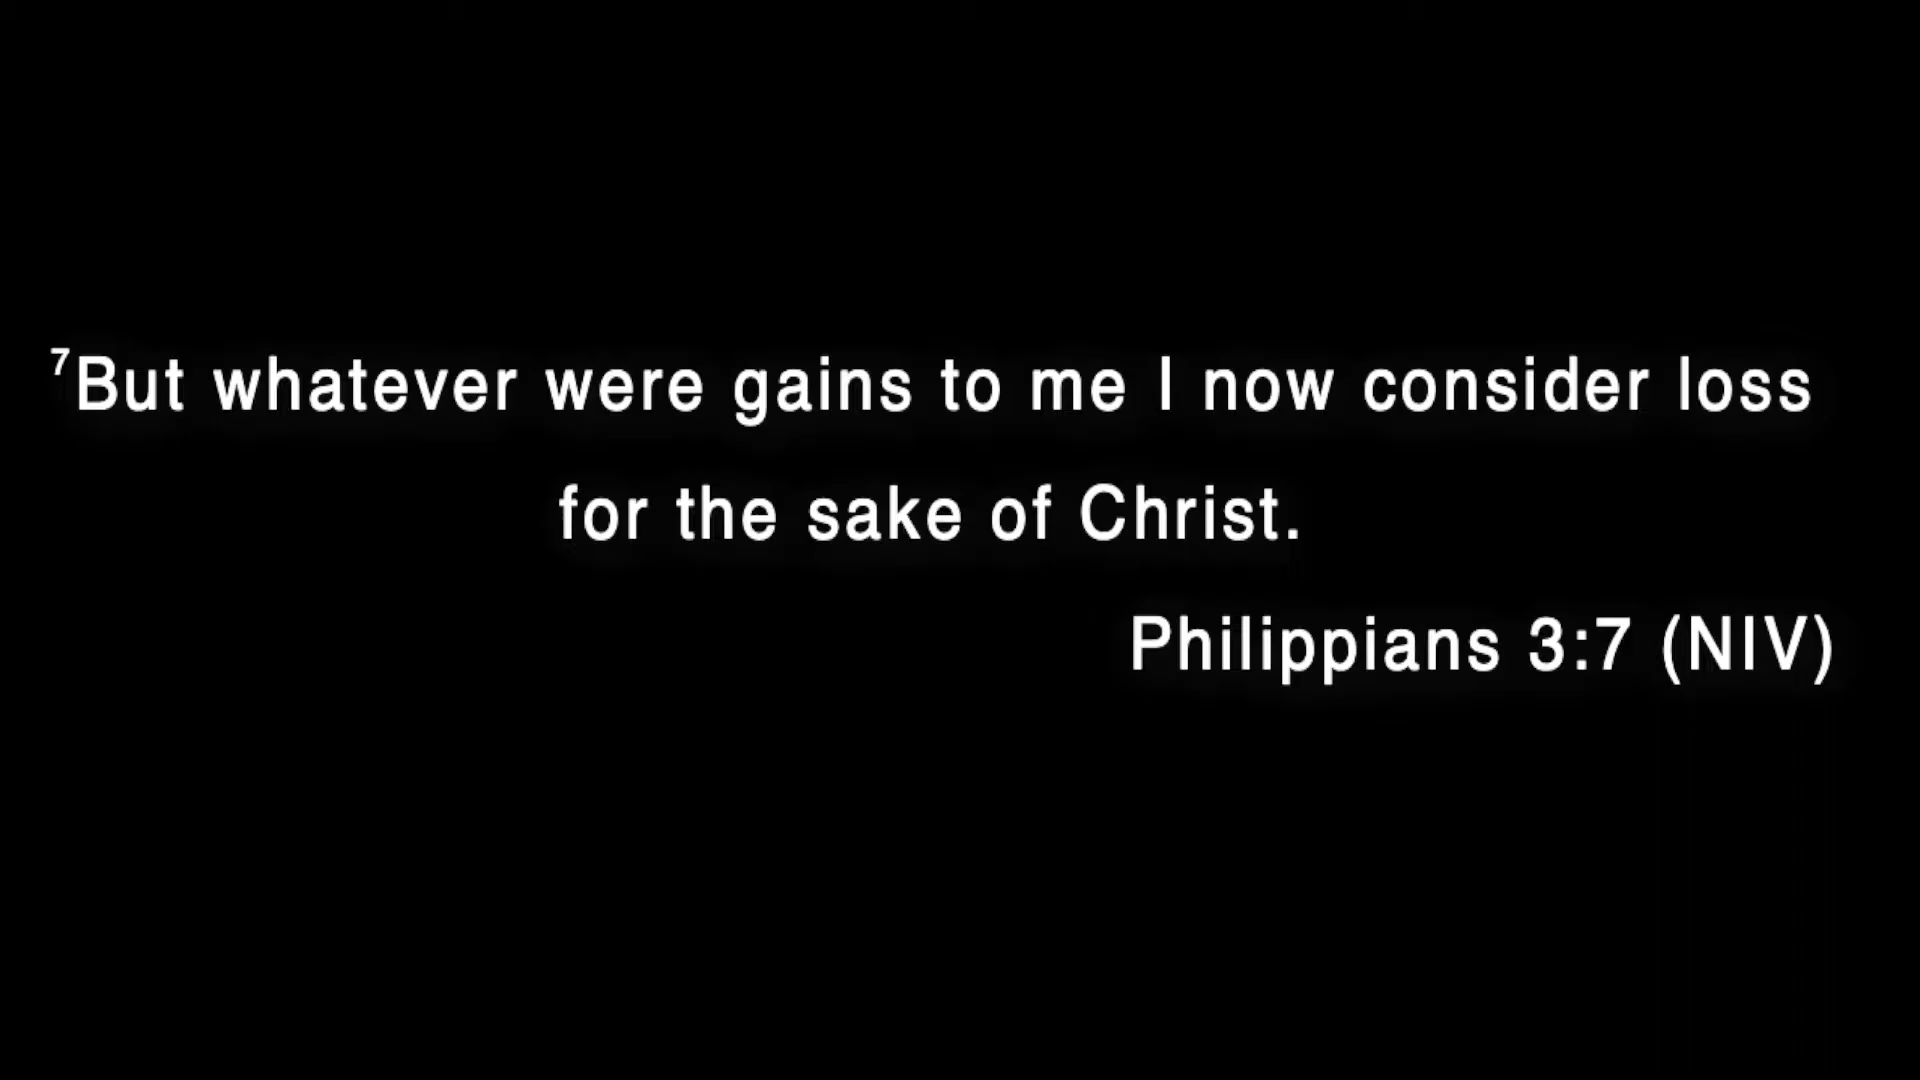 ⁷But whatever were gains to me I now consider loss
for the sake of Christ.
Philippians 3:7 (NIV)